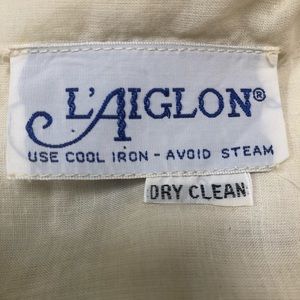 L'AIGLON®
USE COOL IRON - AVOID STEAM
DRY CLEAN